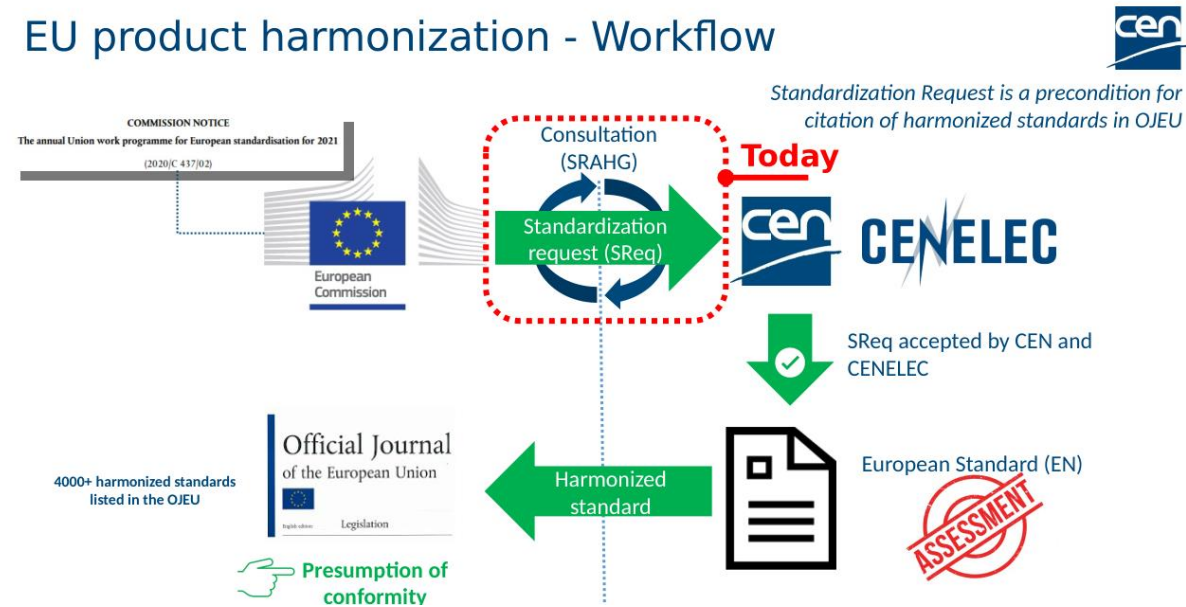 EU product harmonization - Workflow
cen
Standardization Request is a precondition for
citation of harmonized standards in OJEU
COMMISSION NOTICE
The annual Union work programme for European standardisation for 2021
(2020/C 437/02)
Consultation
(SRAHG)
Today
Standardization
request (SReq)
cen
CENELEC
European
Commission
SReq accepted by CEN and
CENELEC
Official Journal
of the European Union
English edition
Legislation
4000+ harmonized standards
listed in the OJEU
Harmonized
standard
European Standard (EN)
ASSESSMENT
Presumption of
conformity